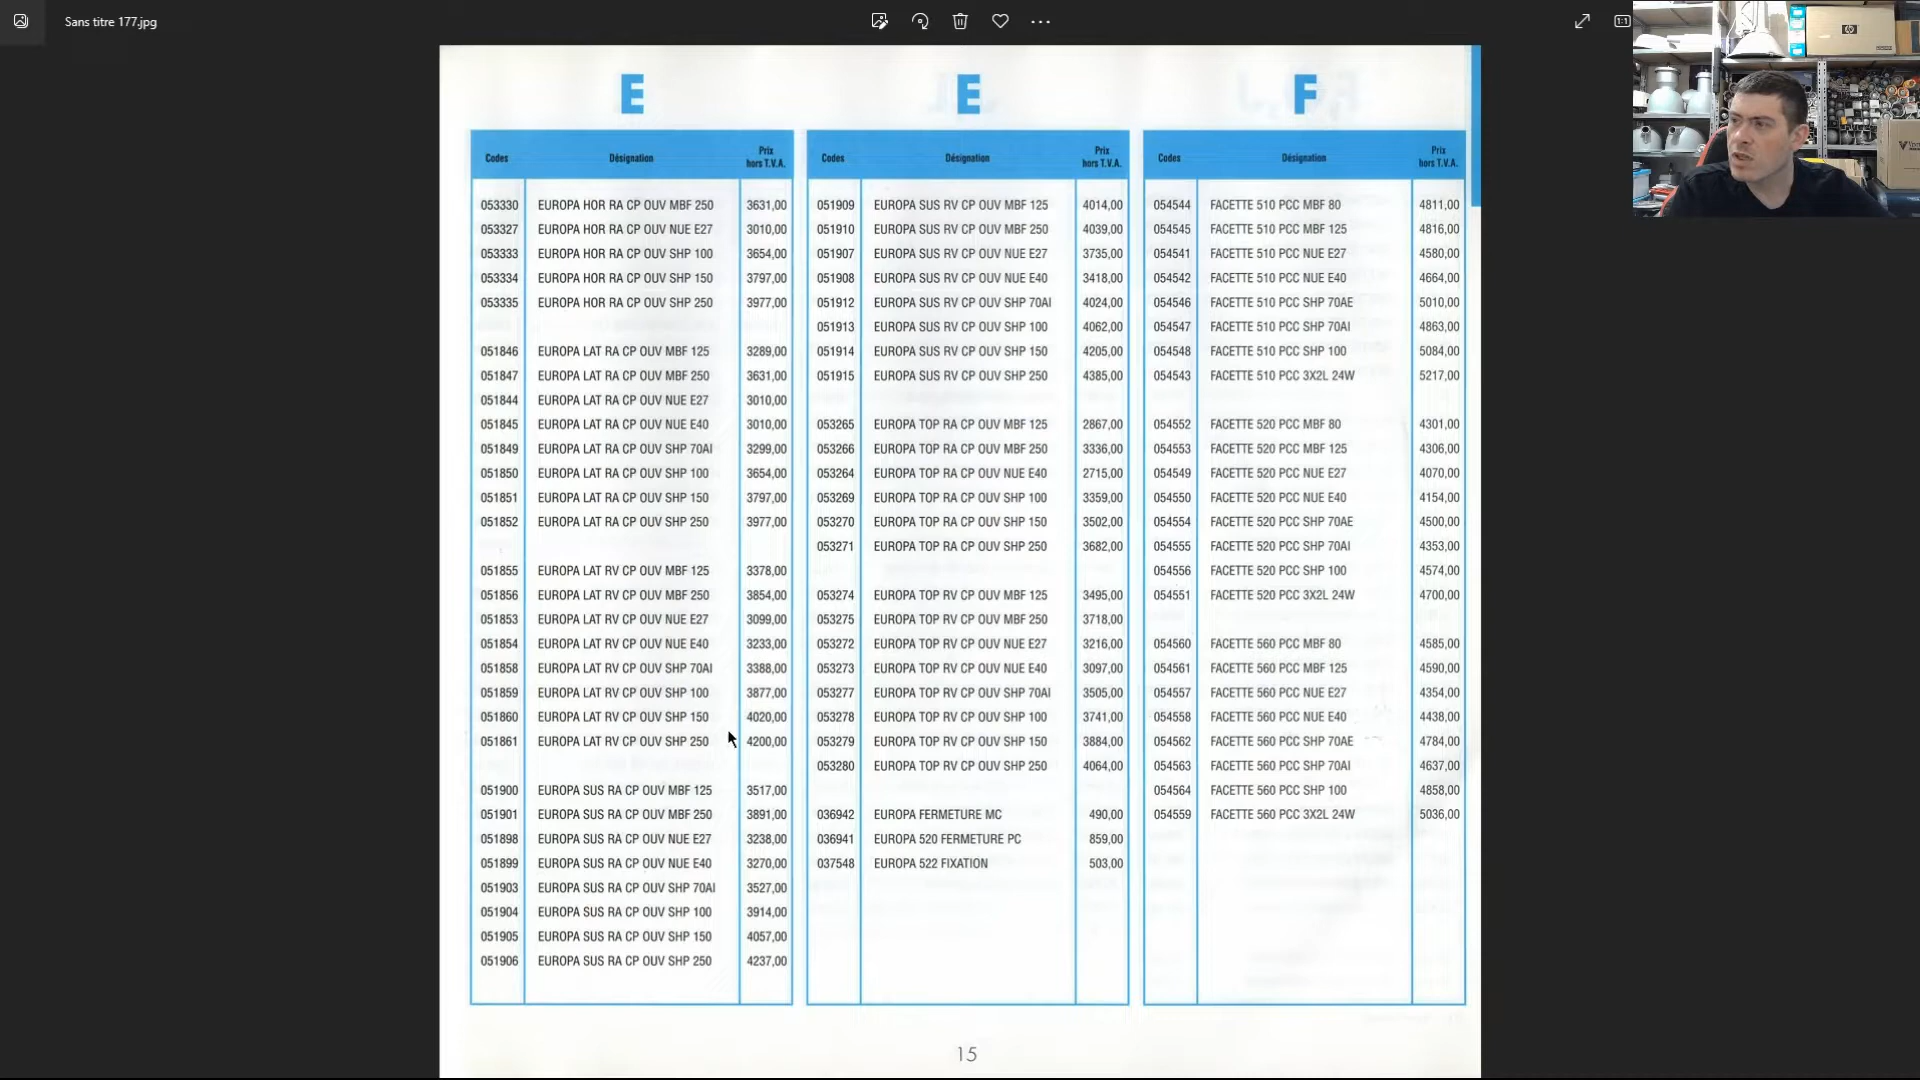 Sans titre 177.jpg
E
Codes Désignation Prix hors T.V.A.
053330 EUROPA HOR RA CP OUV MBF 250 3631,00
053327 EUROPA HOR RA CP OUV NUE E27 3010,00
053333 EUROPA HOR RA CP OUV SHP 100 3654,00
053334 EUROPA HOR RA CP OUV SHP 150 3797,00
053335 EUROPA HOR RA CP OUV SHP 250 3977,00
051846 EUROPA LAT RA CP OUV MBF 125 3289,00
051847 EUROPA LAT RA CP OUV MBF 250 3631,00
051844 EUROPA LAT RA CP OUV NUE E27 3010,00
051845 EUROPA LAT RA CP OUV NUE E40 3010,00
051849 EUROPA LAT RA CP OUV SHP 70AI 3299,00
051850 EUROPA LAT RA CP OUV SHP 100 3654,00
051851 EUROPA LAT RA CP OUV SHP 150 3797,00
051852 EUROPA LAT RA CP OUV SHP 250 3977,00
051855 EUROPA LAT RV CP OUV MBF 125 3378,00
051856 EUROPA LAT RV CP OUV MBF 250 3854,00
051853 EUROPA LAT RV CP OUV NUE E27 3099,00
051854 EUROPA LAT RV CP OUV NUE E40 3233,00
051858 EUROPA LAT RV CP OUV SHP 70AI 3388,00
051859 EUROPA LAT RV CP OUV SHP 100 3877,00
051860 EUROPA LAT RV CP OUV SHP 150 4020,00
051861 EUROPA LAT RV CP OUV SHP 250 4200,00
051900 EUROPA SUS RA CP OUV MBF 125 3517,00
051901 EUROPA SUS RA CP OUV MBF 250 3891,00
051898 EUROPA SUS RA CP OUV NUE E27 3238,00
051899 EUROPA SUS RA CP OUV NUE E40 3270,00
051903 EUROPA SUS RA CP OUV SHP 70AI 3527,00
051904 EUROPA SUS RA CP OUV SHP 100 3914,00
051905 EUROPA SUS RA CP OUV SHP 150 4057,00
051906 EUROPA SUS RA CP OUV SHP 250 4237,00
E
Codes Désignation Prix hors T.V.A.
051909 EUROPA SUS RV CP OUV MBF 125 4014,00
051910 EUROPA SUS RV CP OUV MBF 250 4039,00
051907 EUROPA SUS RV CP OUV NUE E27 3735,00
051908 EUROPA SUS RV CP OUV NUE E40 3418,00
051912 EUROPA SUS RV CP OUV SHP 70AI 4024,00
051913 EUROPA SUS RV CP OUV SHP 100 4062,00
051914 EUROPA SUS RV CP OUV SHP 150 4205,00
051915 EUROPA SUS RV CP OUV SHP 250 4385,00
053265 EUROPA TOP RA CP OUV MBF 125 2867,00
053266 EUROPA TOP RA CP OUV MBF 250 3336,00
053264 EUROPA TOP RA CP OUV NUE E40 2715,00
053269 EUROPA TOP RA CP OUV SHP 100 3359,00
053270 EUROPA TOP RA CP OUV SHP 150 3502,00
053271 EUROPA TOP RA CP OUV SHP 250 3682,00
053274 EUROPA TOP RV CP OUV MBF 125 3495,00
053275 EUROPA TOP RV CP OUV MBF 250 3718,00
053272 EUROPA TOP RV CP OUV NUE E27 3216,00
053273 EUROPA TOP RV CP OUV NUE E40 3097,00
053277 EUROPA TOP RV CP OUV SHP 70AI 3505,00
053278 EUROPA TOP RV CP OUV SHP 100 3741,00
053279 EUROPA TOP RV CP OUV SHP 150 3884,00
053280 EUROPA TOP RV CP OUV SHP 250 4064,00
036942 EUROPA FERMETURE MC 490,00
036941 EUROPA 520 FERMETURE PC 859,00
037548 EUROPA 522 FIXATION 503,00
F
Codes Désignation Prix hors T.V.A.
054544 FACETTE 510 PCC MBF 80 4811,00
054545 FACETTE 510 PCC MBF 125 4816,00
054541 FACETTE 510 PCC NUE E27 4580,00
054542 FACETTE 510 PCC NUE E40 4664,00
054546 FACETTE 510 PCC SHP 70AE 5010,00
054547 FACETTE 510 PCC SHP 70AI 4863,00
054548 FACETTE 510 PCC SHP 100 5084,00
054543 FACETTE 510 PCC 3X2L 24W 5217,00
054552 FACETTE 520 PCC MBF 80 4301,00
054553 FACETTE 520 PCC MBF 125 4306,00
054549 FACETTE 520 PCC NUE E27 4070,00
054550 FACETTE 520 PCC NUE E40 4154,00
054554 FACETTE 520 PCC SHP 70AE 4500,00
054555 FACETTE 520 PCC SHP 70AI 4353,00
054556 FACETTE 520 PCC SHP 100 4574,00
054551 FACETTE 520 PCC 3X2L 24W 4700,00
054560 FACETTE 560 PCC MBF 80 4585,00
054561 FACETTE 560 PCC MBF 125 4590,00
054557 FACETTE 560 PCC NUE E27 4354,00
054558 FACETTE 560 PCC NUE E40 4438,00
054562 FACETTE 560 PCC SHP 70AE 4784,00
054563 FACETTE 560 PCC SHP 70AI 4637,00
054564 FACETTE 560 PCC SHP 100 4858,00
054559 FACETTE 560 PCC 3X2L 24W 5036,00
15
1:1
hp